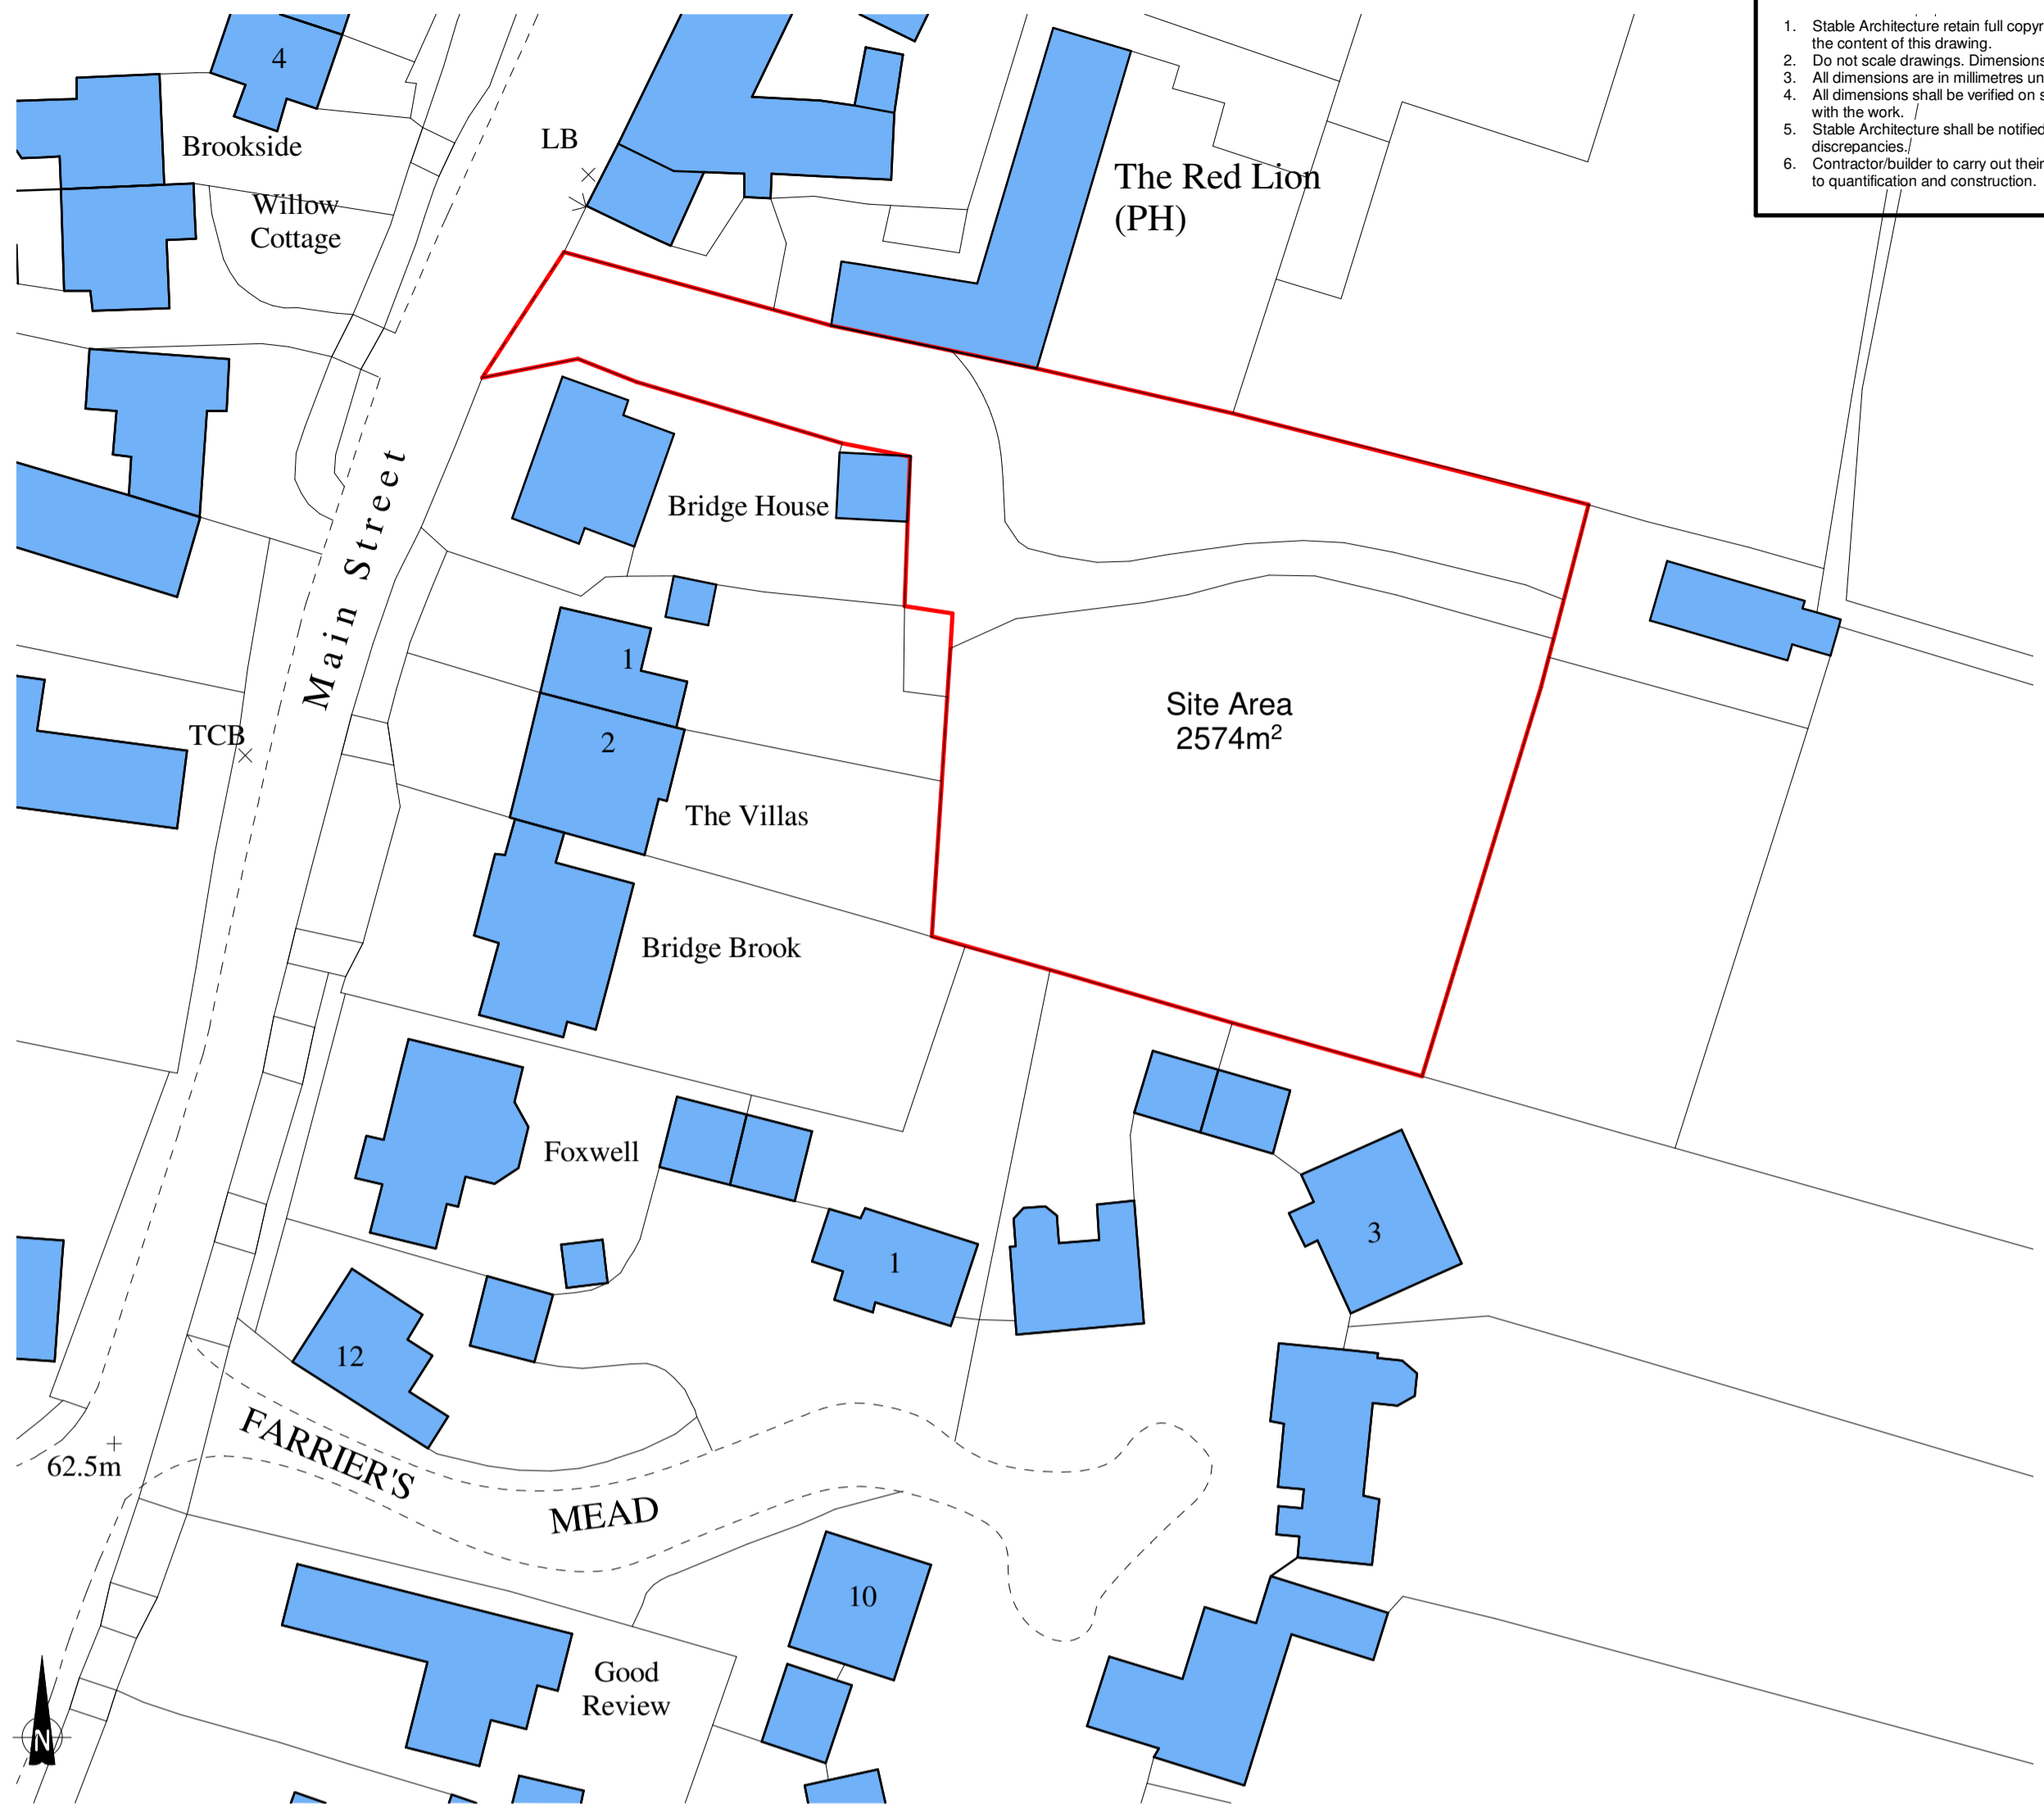 4
Brookside
LB
Willow
Cottage
The Red Lion
(PH)
1. Stable Architecture retain full copyr
the content of this drawing.
2. Do not scale drawings. Dimensions
3. All dimensions are in millimetres un
4. All dimensions shall be verified on s
with the work.
5. Stable Architecture shall be notified
discrepancies.
6. Contractor/builder to carry out their
to quantification and construction.
Main Street
Bridge House
1
2
TCB
The Villas
Site Area
2574m²
Bridge Brook
Foxwell
1
3
12
FARRIER'S
MEAD
62.5m
10
Good
Review
N